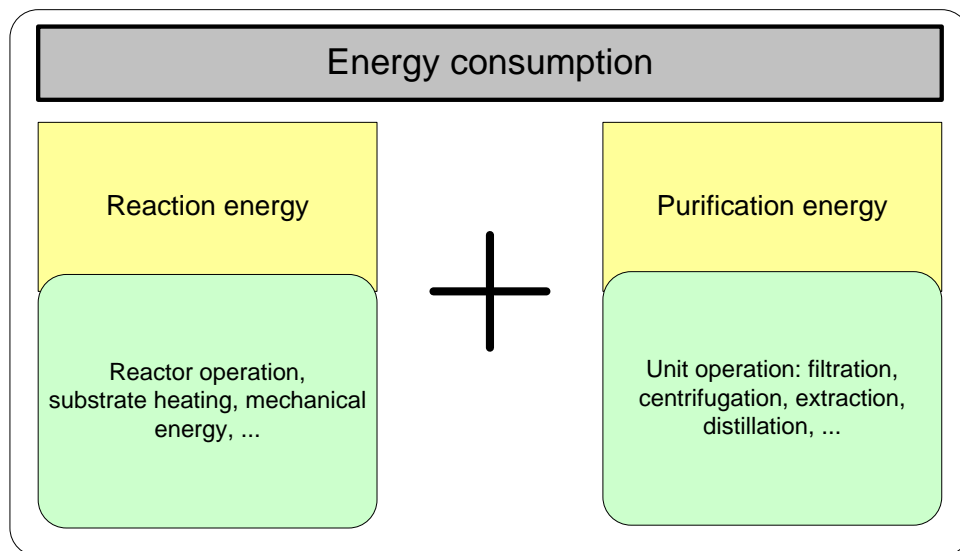 Energy consumption
Reaction energy
Purification energy
Reactor operation,
substrate heating, mechanical
energy, ...
Unit operation: filtration,
centrifugation, extraction,
distillation, ...